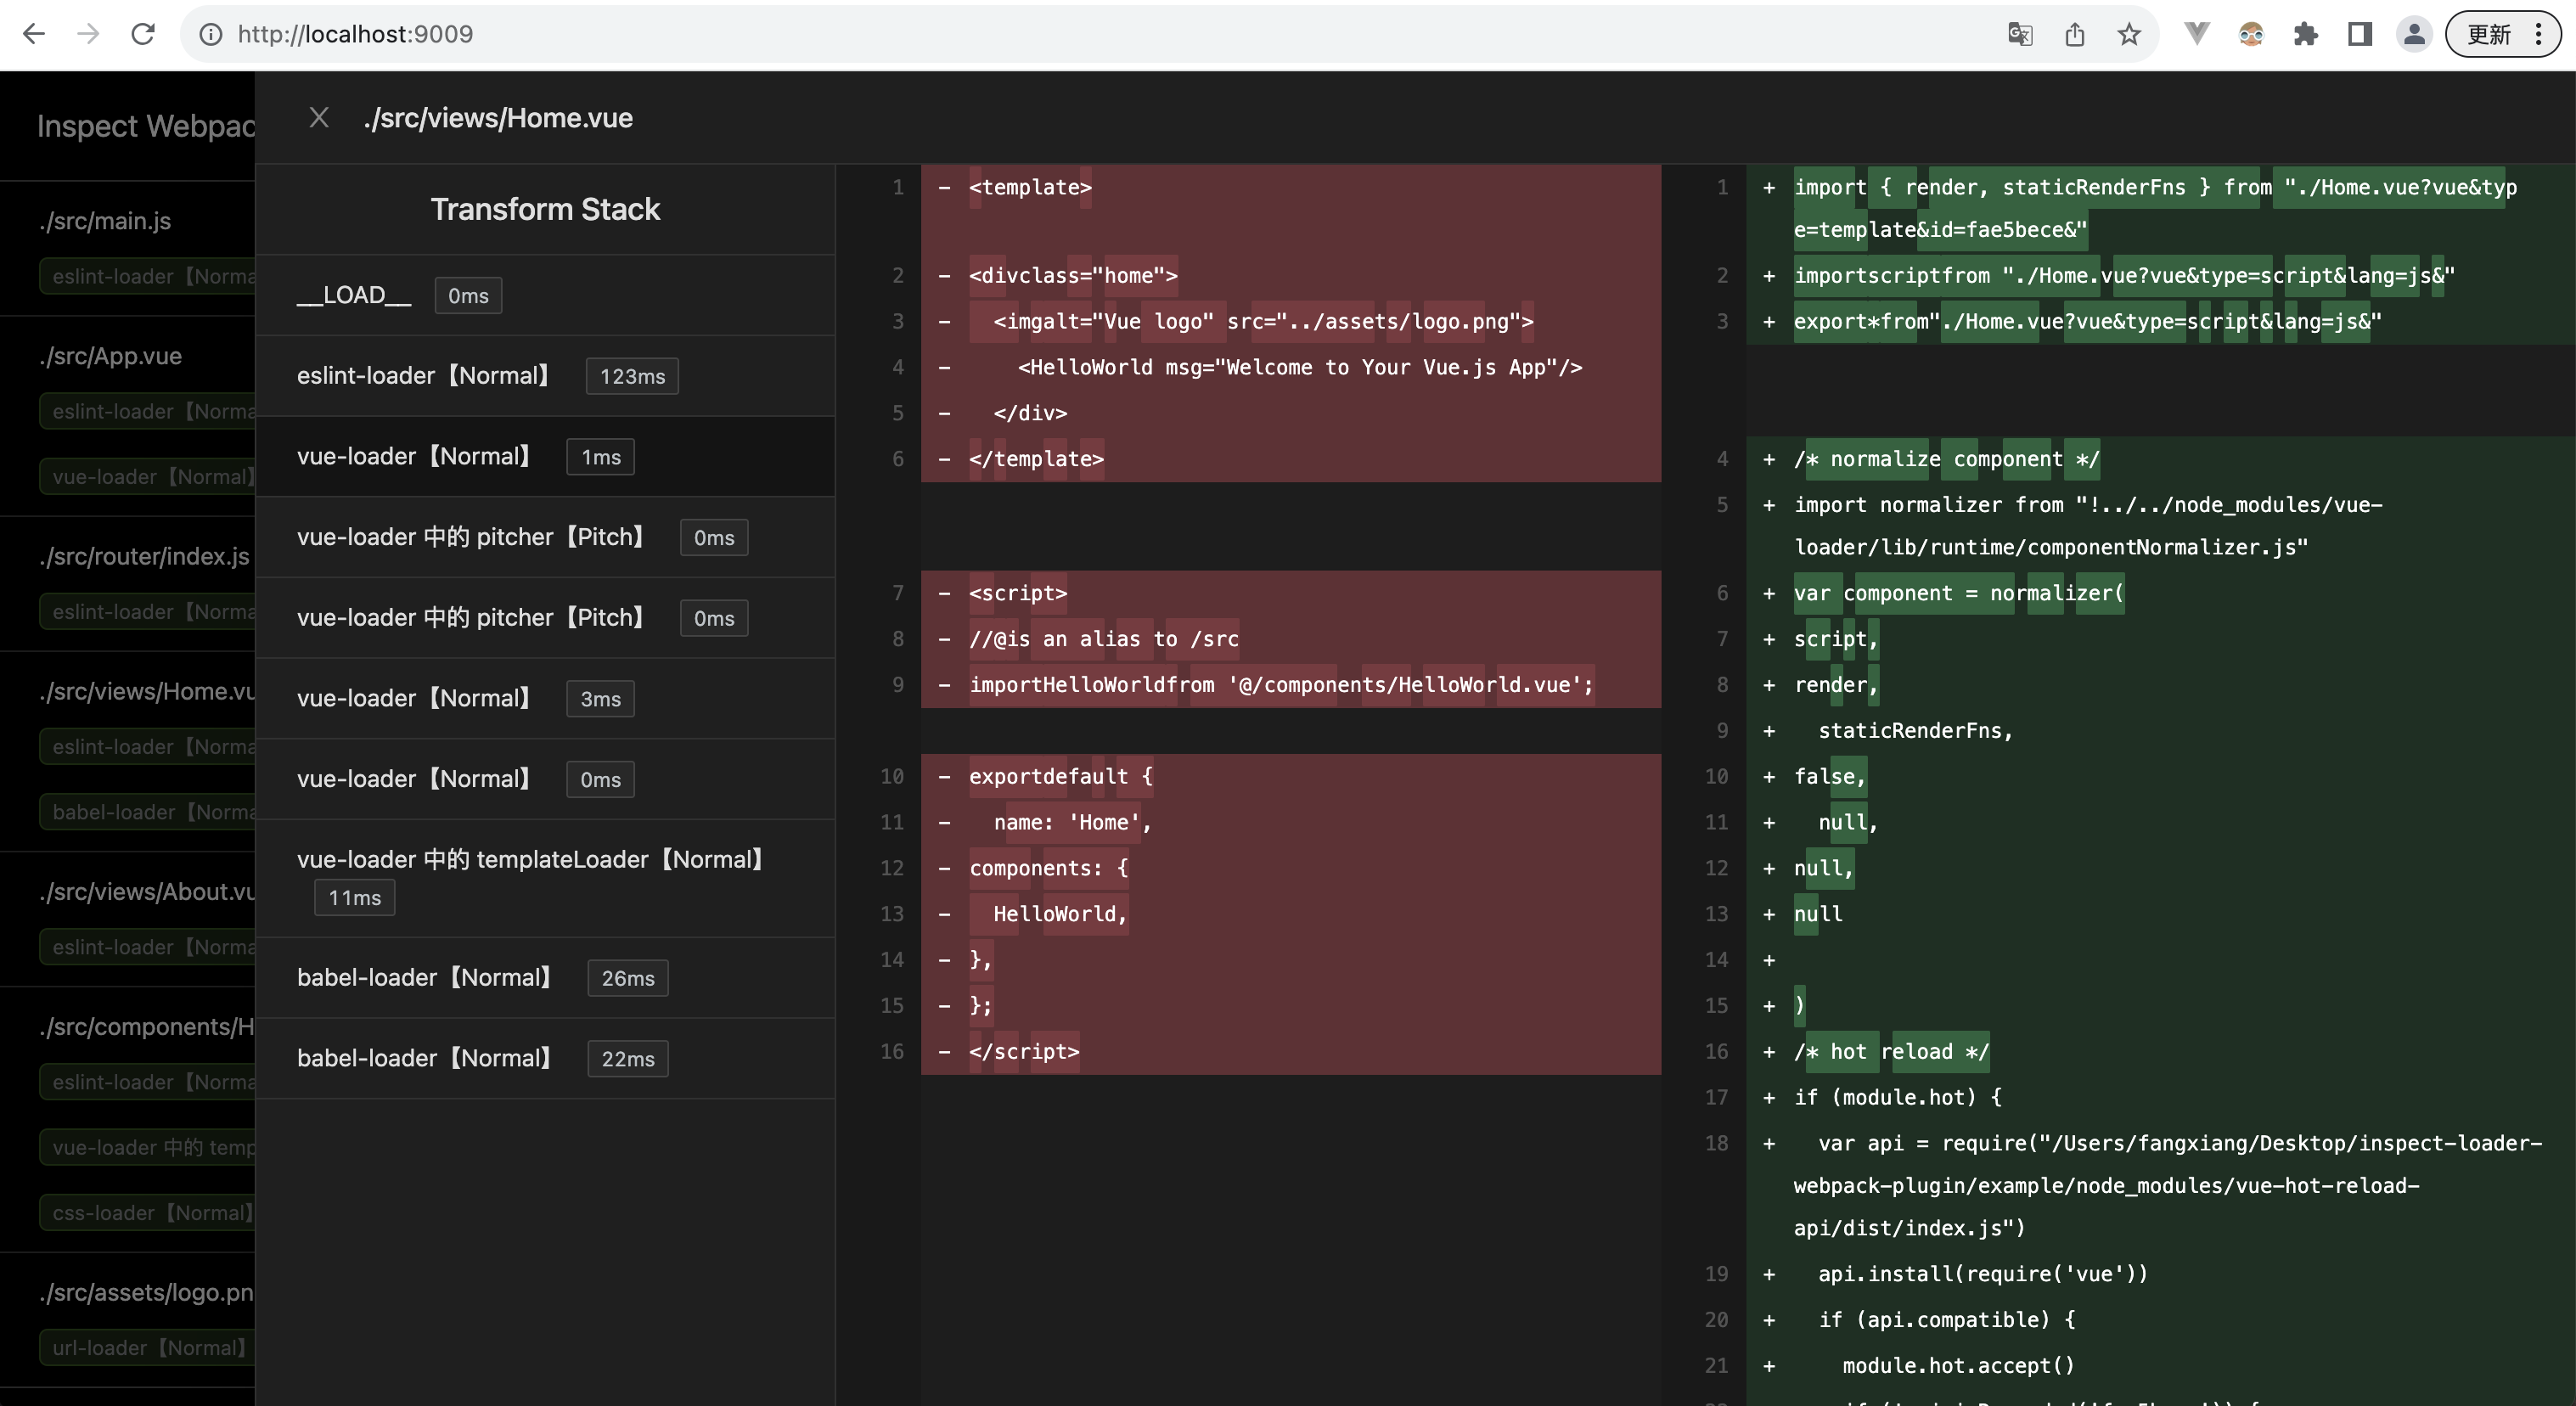 http://localhost:9009
更新
Inspect Webpac
./src/main.js
eslint-loader【Norma
./src/App.vue
eslint-loader【Norma
vue-loader【Normal】
./src/router/index.js
eslint-loader【Norma
./src/views/Home.vu
eslint-loader【Norma
babel-loader【Norma
./src/views/About.vu
eslint-loader【Norma
./src/components/H
eslint-loader【Norma
vue-loader 中的 temp
css-loader【Normal】
./src/assets/logo.pn
url-loader【Normal】
./src/views/Home.vue
Transform Stack
__LOAD__ 0ms
eslint-loader【Normal】 123ms
vue-loader【Normal】 1ms
vue-loader 中的 pitcher【Pitch】 0ms
vue-loader 中的 pitcher【Pitch】 0ms
vue-loader【Normal】 3ms
vue-loader【Normal】 0ms
vue-loader 中的 templateLoader【Normal】
11ms
babel-loader【Normal】 26ms
babel-loader【Normal】 22ms
1 - <template>
2 - <divclass="home">
3 - <imgalt="Vue logo" src="../assets/logo.png">
4 - <HelloWorld msg="Welcome to Your Vue.js App"/>
5 - </div>
6 - </template>
7 - <script>
8 - //@is an alias to /src
9 - importHelloWorldfrom '@/components/HelloWorld.vue';
10 - exportdefault {
11 - name: 'Home',
12 - components: {
13 - HelloWorld,
14 - },
15 - };
16 - </script>
1 + import { render, staticRenderFns } from "./Home.vue?vue&typ
e=template&id=fae5bece&"
2 + importscriptfrom "./Home.vue?vue&type=script&lang=js&"
3 + export*from"./Home.vue?vue&type=script&lang=js&"
4 + /* normalize component */
5 + import normalizer from "!../../node_modules/vue-
loader/lib/runtime/componentNormalizer.js"
6 + var component = normalizer(
7 + script,
8 + render,
9 + staticRenderFns,
10 + false,
11 + null,
12 + null,
13 + null
14 +
15 + )
16 + /* hot reload */
17 + if (module.hot) {
18 + var api = require("/Users/fangxiang/Desktop/inspect-loader-
webpack-plugin/example/node_modules/vue-hot-reload-
api/dist/index.js")
19 + api.install(require('vue'))
20 + if (api.compatible) {
21 + module.hot.accept()